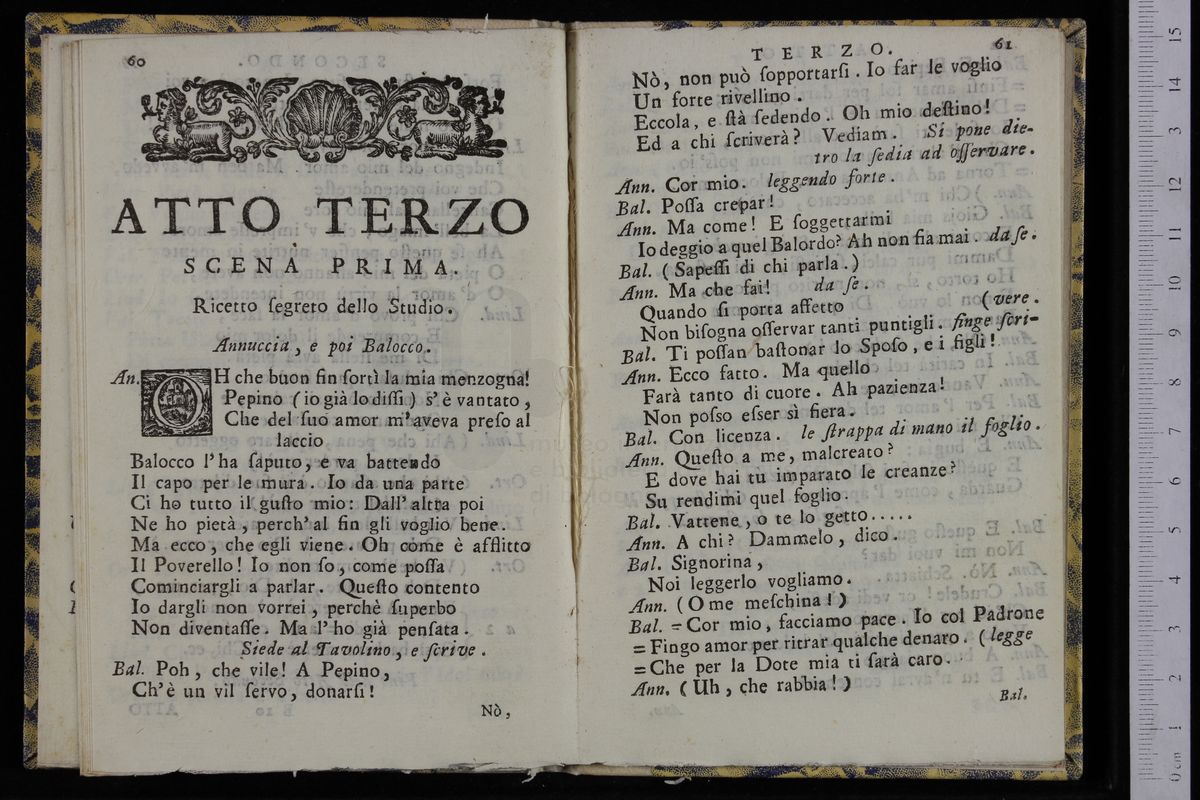 60
ATTO TERZO
SCENA PRIMA.
Ricetto ſegreto dello Studio.
Annuccia, e poi Balocco.
An. OH che buon fin ſortì la mia menzogna!
Pepino (io già lo diſſi) s'è vantato,
Che del ſuo amor m'aveva preſo al
laccio
Balocco l'ha ſaputo, e va battendo
Il capo per le mura. Io da una parte
Ci ho tutto il guſto mio: Dall' altra poi
Ne ho pietà, perch' al fin gli voglio bene.
Ma ecco, che egli viene. Oh come è afflitto
Il Poverello! Io non ſo, come poſſa
Cominciargli a parlar. Queſto contento
Io dargli non vorrei, perchè ſuperbo
Non diventaſſe. Ma l'ho già penſata.
Siede al Tavolino, e ſcrive.
Bal. Poh, che vile! A Pepino,
Ch'è un vil ſervo, donarſi!
Nò,
TERZO. 61
Nò, non può ſopportarſi. Io far le voglio
Un forte rivellino.
Eccola, e ſtà ſedendo. Oh mio deſtino!
Ed a chi ſcriverà? Vediam. Si pone die-
tro la ſedia ad oſſervare.
Ann. Cor mio. leggendo forte.
Bal. Poſſa crepar!
Ann. Ma come! E ſoggettarmi
Io deggio a quel Balordo? Ah non fia mai. da ſe.
Bal. (Sapeſſi di chi parla.)
Ann. Ma che fai! da ſe.
Quando ſi porta affetto (vere.
Non biſogna oſſervar tanti puntigli. finge ſcri-
Bal. Ti poſſan baſtonar lo Spoſo, e i figli!
Ann. Ecco fatto. Ma quello
Farà tanto di cuore. Ah pazienza!
Non poſso eſser sì fiera.
Bal. Con licenza. le ſtrappa di mano il foglio.
Ann. Queſto a me, malcreato?
E dove hai tu imparato le creanze?
Su rendimi quel foglio.
Bal. Vattene, o te lo getto.....
Ann. A chi? Dammelo, dico.
Bal. Signorina,
Noi leggerlo vogliamo.
Ann. (O me meſchina!)
Bal. = Cor mio, facciamo pace. Io col Padrone
= Fingo amor per ritrar qualche denaro. (legge
= Che per la Dote mia ti ſarà caro.
Ann. (Uh, che rabbia!)
Bal.